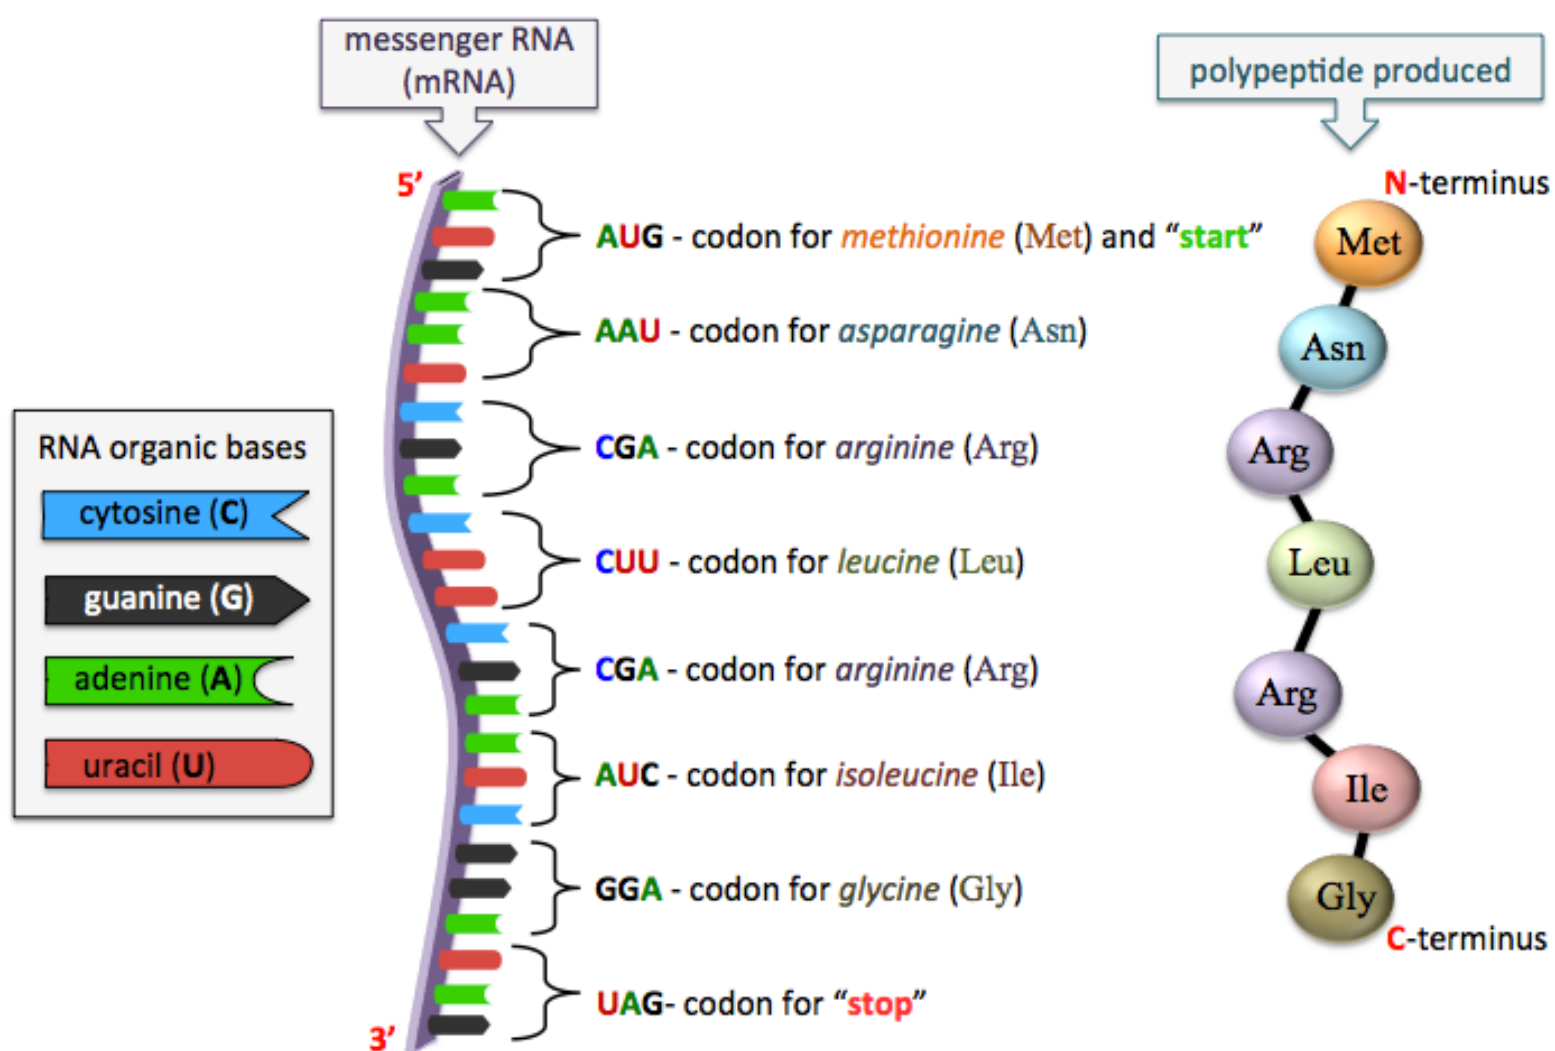 messenger RNA
(mRNA)
polypeptide produced
5’
N-terminus
AUG - codon for methionine (Met) and “start”
Met
AAU - codon for asparagine (Asn)
Asn
RNA organic bases
cytosine (C)
guanine (G)
adenine (A)
uracil (U)
CGA - codon for arginine (Arg)
Arg
CUU - codon for leucine (Leu)
Leu
CGA - codon for arginine (Arg)
Arg
AUC - codon for isoleucine (Ile)
Ile
GGA - codon for glycine (Gly)
Gly
C-terminus
UAG- codon for “stop”
3’